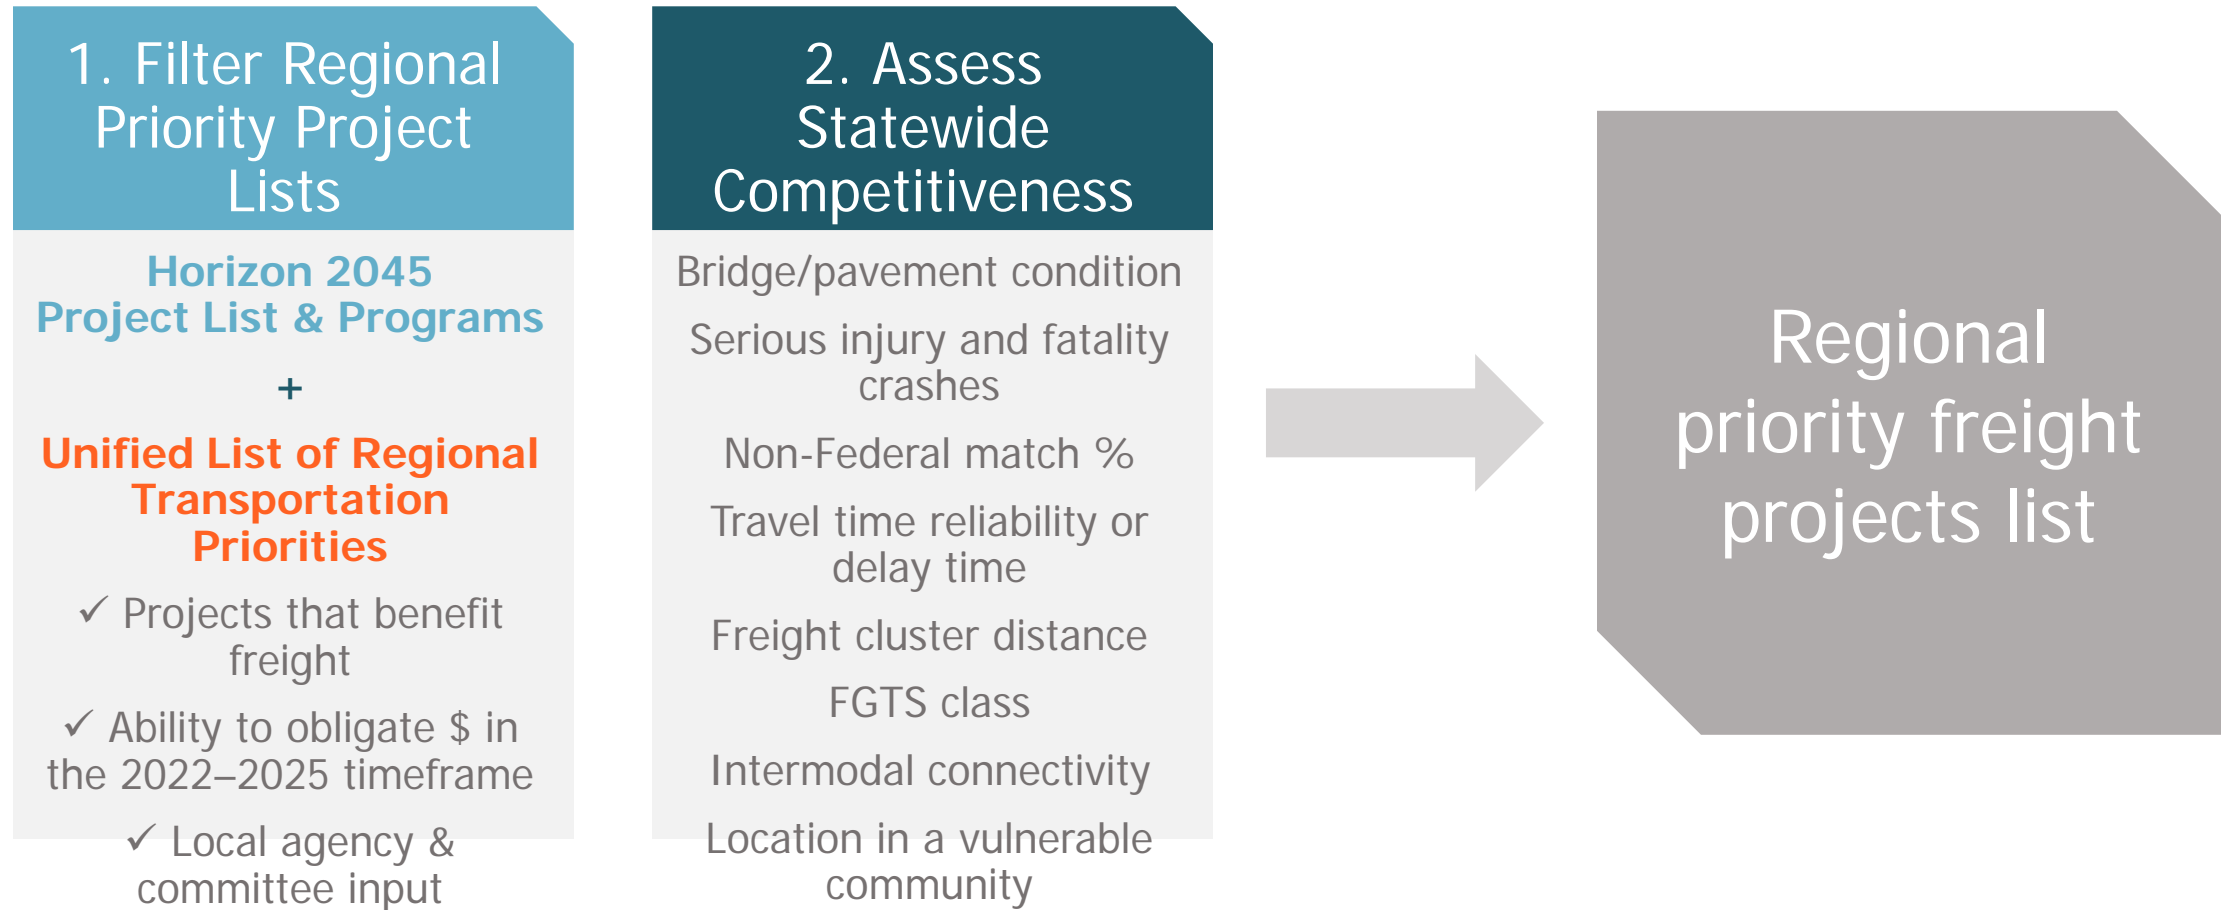 1. Filter Regional
Priority Project
Lists
Horizon 2045
Project List & Programs
+
Unified List of Regional
Transportation
Priorities
✓ Projects that benefit
freight
✓ Ability to obligate $ in
the 2022–2025 timeframe
✓ Local agency &
committee input
2. Assess
Statewide
Competitiveness
Bridge/pavement condition
Serious injury and fatality
crashes
Non-Federal match %
Travel time reliability or
delay time
Freight cluster distance
FGTS class
Intermodal connectivity
Location in a vulnerable
community
Regional
priority freight
projects list